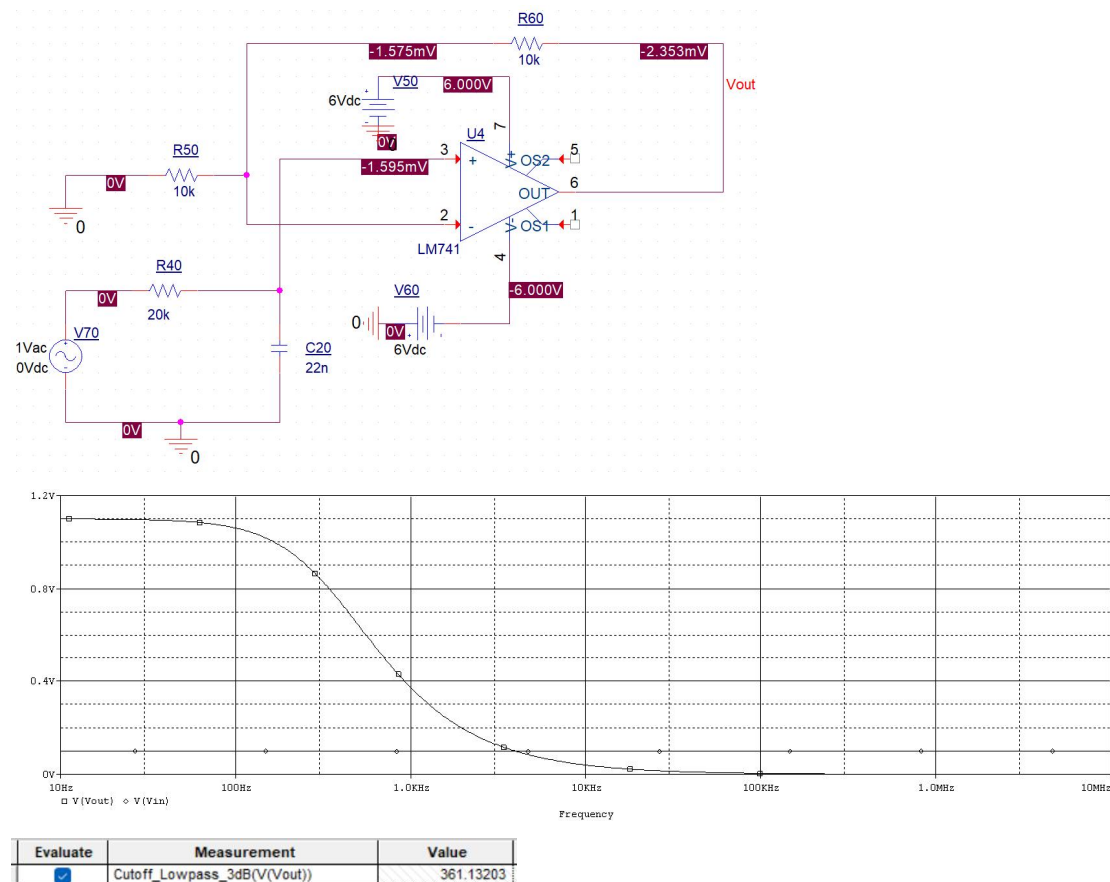 R60
10k
-1.575mV
-2.353mV
Vout
V50
6.000V
6Vdc
0V
R50
10k
0V
0
U4
7
3
+
V+
OS2
5
-1.595mV
OUT
6
2
-
V-
OS1
1
LM741
4
R40
0V
20k
V60
-6.000V
0
0V
6Vdc
V70
1Vac
0Vdc
C20
22n
0V
0
1.2V
0.8V
0.4V
0V
10Hz 100Hz 1.0KHz 10KHz 100KHz 1.0MHz 10MHz
V(Vout) V(Vin)
Frequency
Evaluate Measurement Value
Cutoff_Lowpass_3dB(V(Vout)) 361.13203